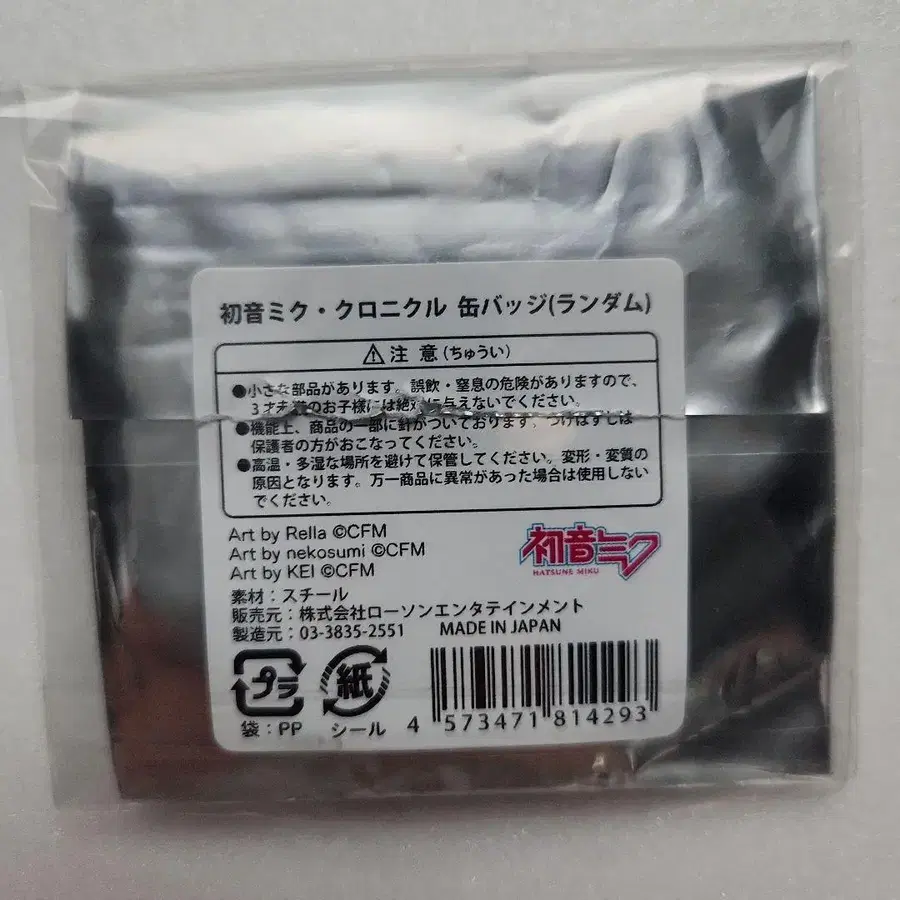 初音ミク・クロニクル 缶バッジ(ランダム)
注 意(ちゅうい)
●小さな部品があります。誤飲・窒息の危険がありますので、
3才未満のお子様には絶対に与えないでください。
●機能上、商品の一部に針がついております。つけはずしは
保護者の方がおこなってください。
●高温・多湿な場所を避けて保管してください。変形・変質の
原因となります。万一商品に異常があった場合は使用しない
でください。
Art by Rella ©CFM
Art by nekosumi ©CFM
Art by KEI ©CFM
初音ミク
HATSUNE MIKU
素材:スチール
販売元:株式会社ローソンエンタテインメント
製造元:03-3835-2551 MADE IN JAPAN
プラ
紙
袋:PP シール
4 573471 814293